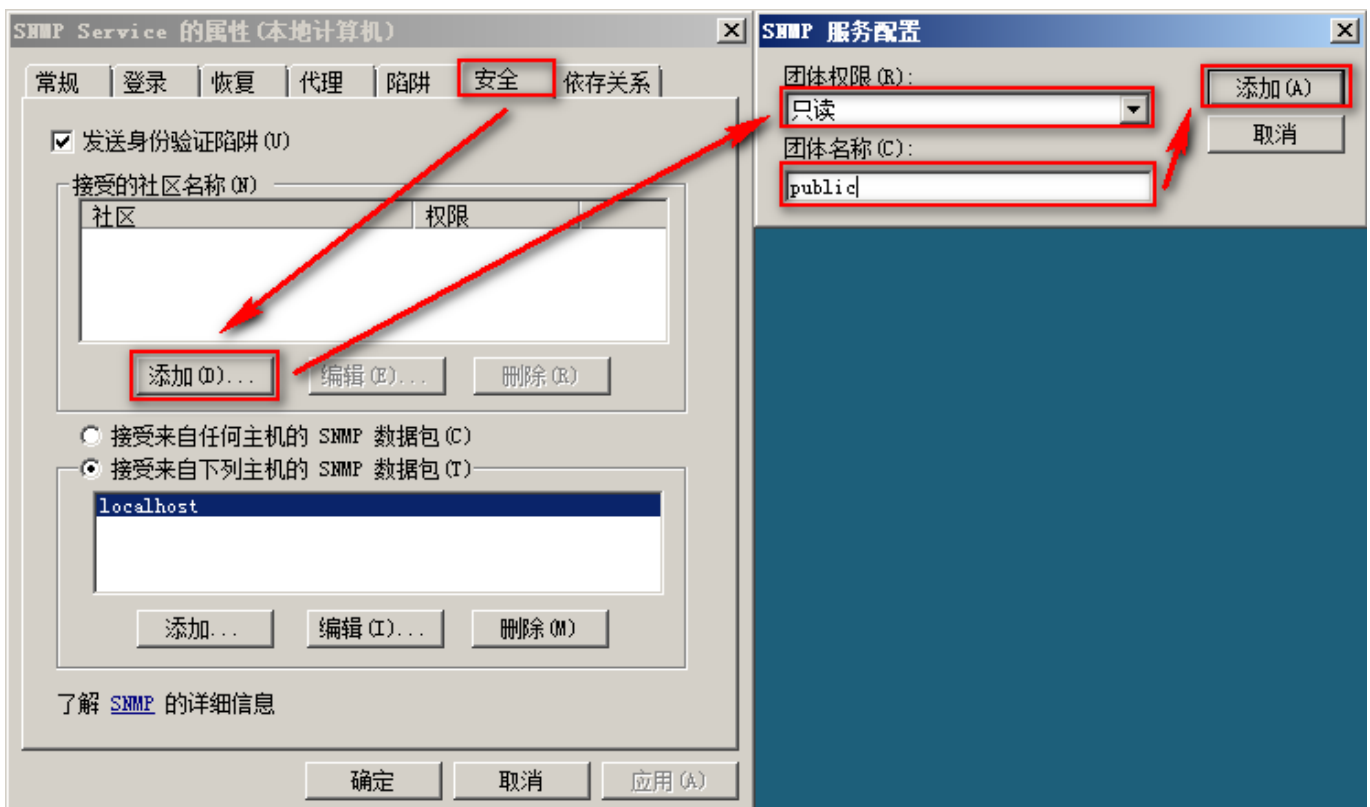 SNMP Service 的属性(本地计算机)
常规 登录 恢复 代理 陷阱 安全 依存关系
发送身份验证陷阱(U)
接受的社区名称(N)
社区 权限
添加(D)... 编辑(E)... 删除(R)
接受来自任何主机的 SNMP 数据包(C)
接受来自下列主机的 SNMP 数据包(T)
localhost
添加... 编辑(I)... 删除(M)
了解 SNMP 的详细信息
确定 取消 应用(A)
SNMP 服务配置
团体权限(R):
只读
添加(A)
取消
团体名称(C):
public